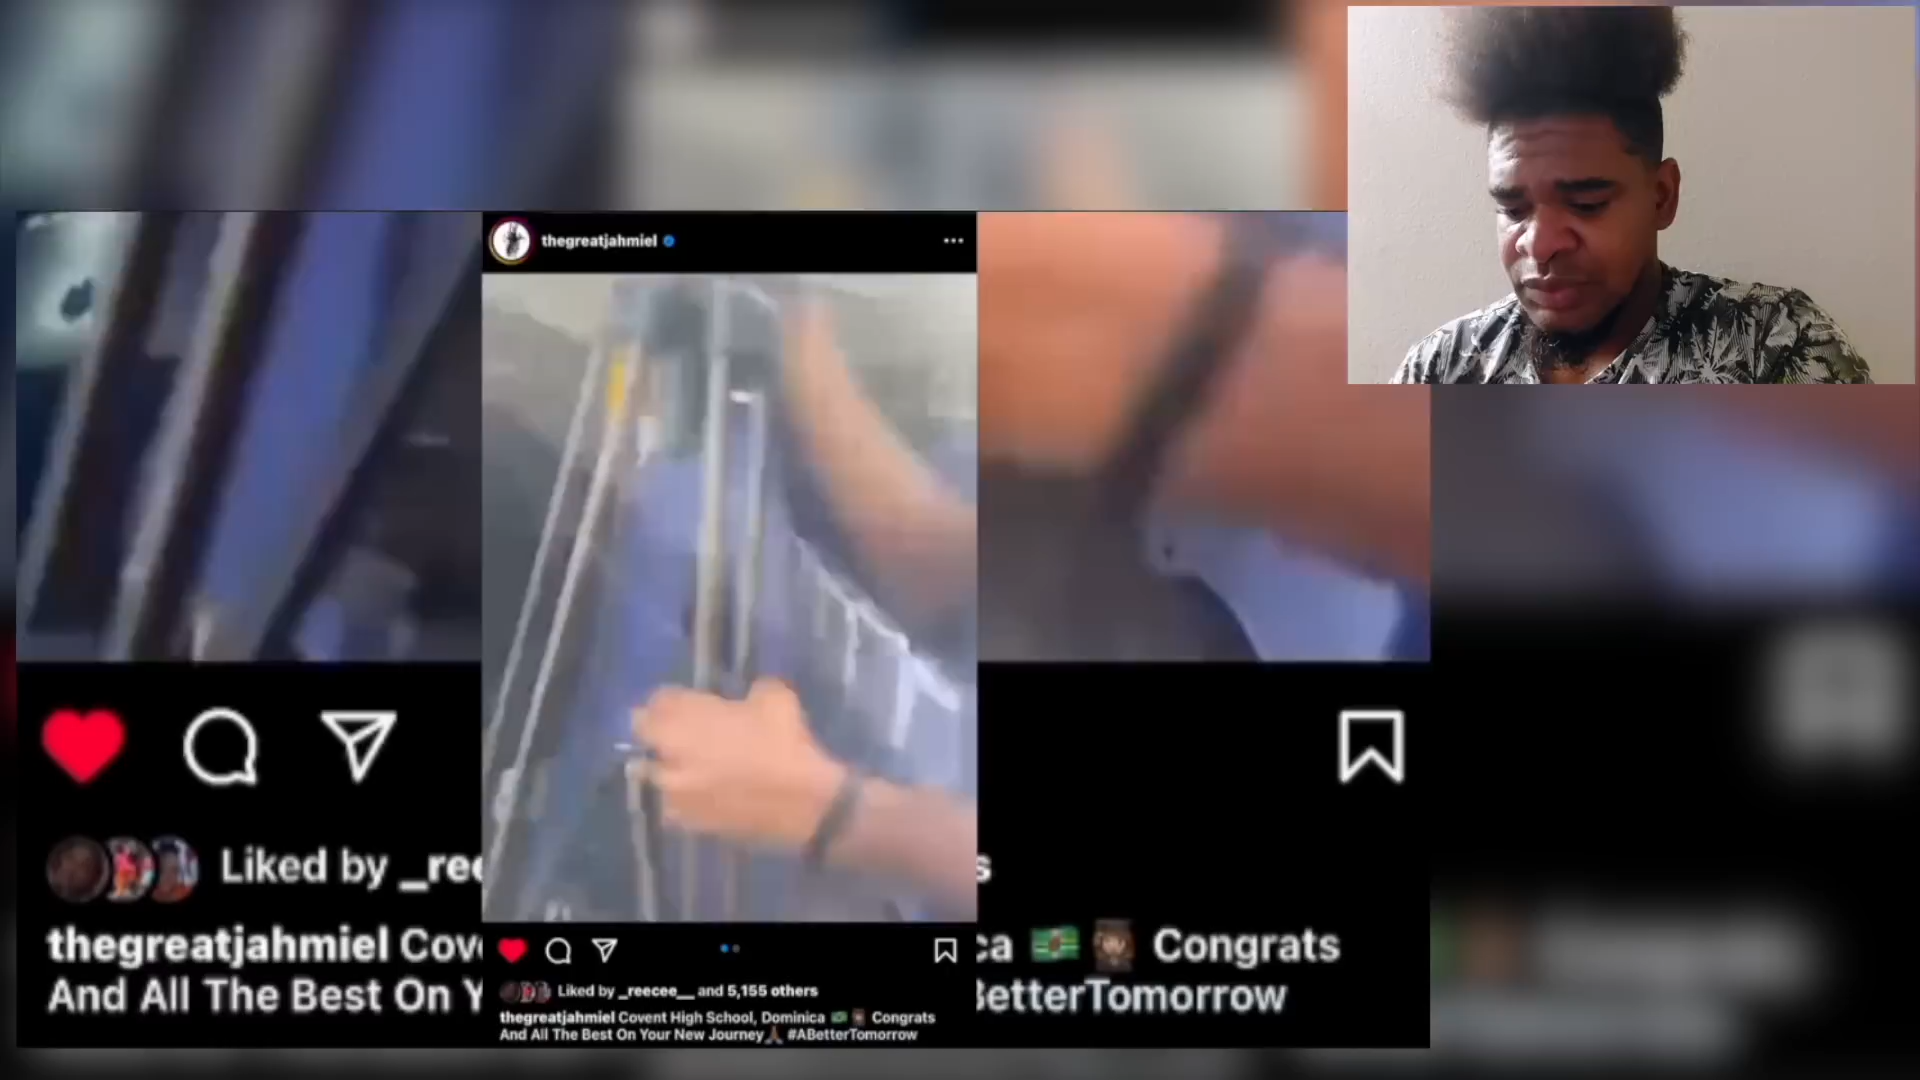 thegreatjahmiel
Liked by _ree
s
thegreatjahmiel Cov
ca Congrats
And All The Best On Y
BetterTomorrow
Liked by _reecee__ and 5,155 others
thegreatjahmiel Covent High School, Dominica Congrats
And All The Best On Your New Journey #ABetterTomorrow